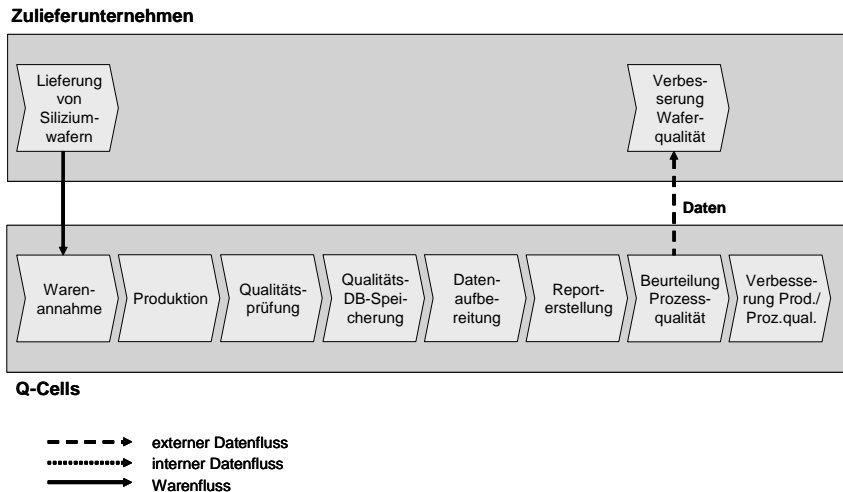 Zulieferunternehmen
Lieferung
von
Silizium-
wafern
Verbes-
serung
Wafer-
qualität
Daten
Waren-
annahme
Produktion
Qualitäts-
prüfung
Qualitäts-
DB-Spei-
cherung
Daten-
aufbe-
reitung
Report-
erstellung
Beurteilung
Prozess-
qualität
Verbesse-
rung Prod./
Proz.qual.
Q-Cells
externer Datenfluss
interner Datenfluss
Warenfluss